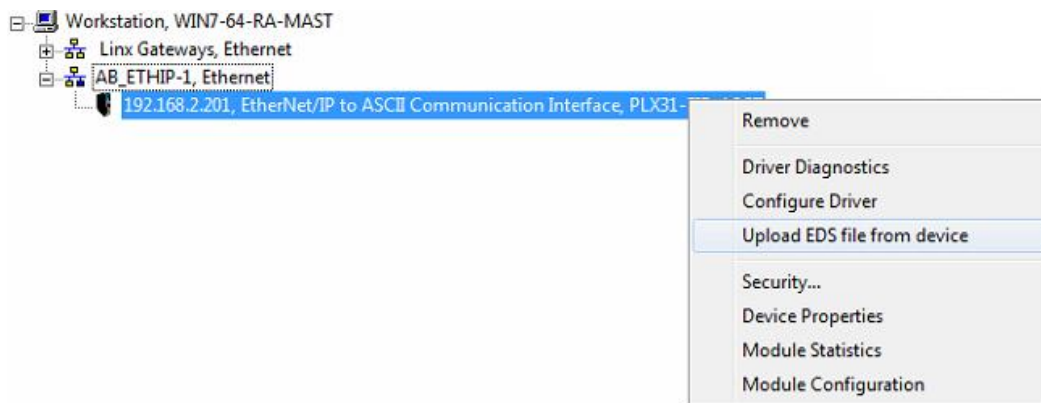 Workstation, WIN7-64-RA-MAST
Linx Gateways, Ethernet
AB_ETHIP-1, Ethernet
192.168.2.201, EtherNet/IP to ASCII Communication Interface, PLX31-
Remove
Driver Diagnostics
Configure Driver
Upload EDS file from device
Security...
Device Properties
Module Statistics
Module Configuration